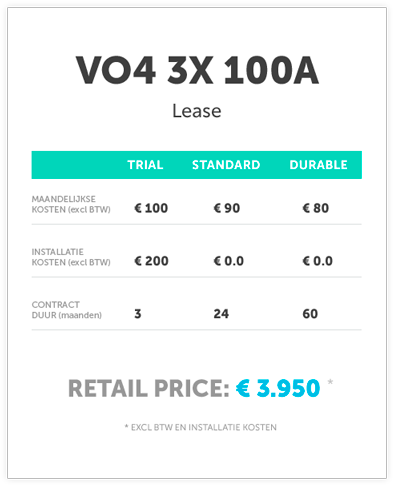 VO4 3X 100A
Lease
TRIAL STANDARD DURABLE
MAANDELIJKSE
KOSTEN (excl BTW) € 100 € 90 € 80
INSTALLATIE
KOSTEN (excl BTW) € 200 € 0.0 € 0.0
CONTRACT
DUUR (maanden) 3 24 60
RETAIL PRICE: € 3.950 *
* EXCL BTW EN INSTALLATIE KOSTEN